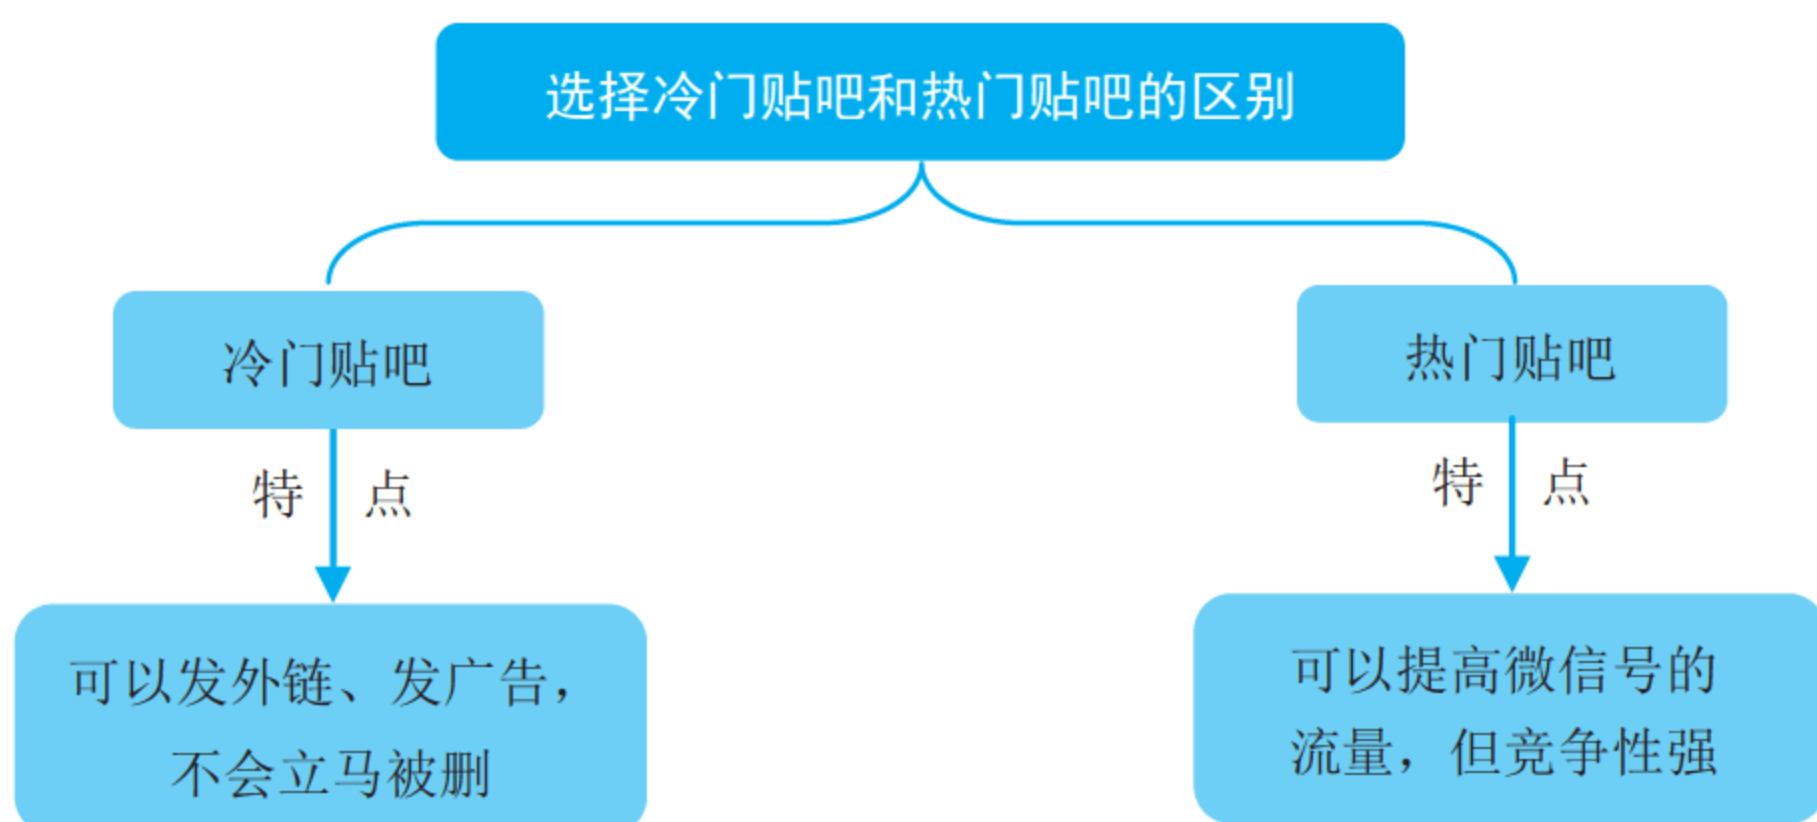 选择冷门贴吧和热门贴吧的区别
冷门贴吧
热门贴吧
特 点
特 点
可以发外链、发广告，
不会立马被删
可以提高微信号的
流量，但竞争性强